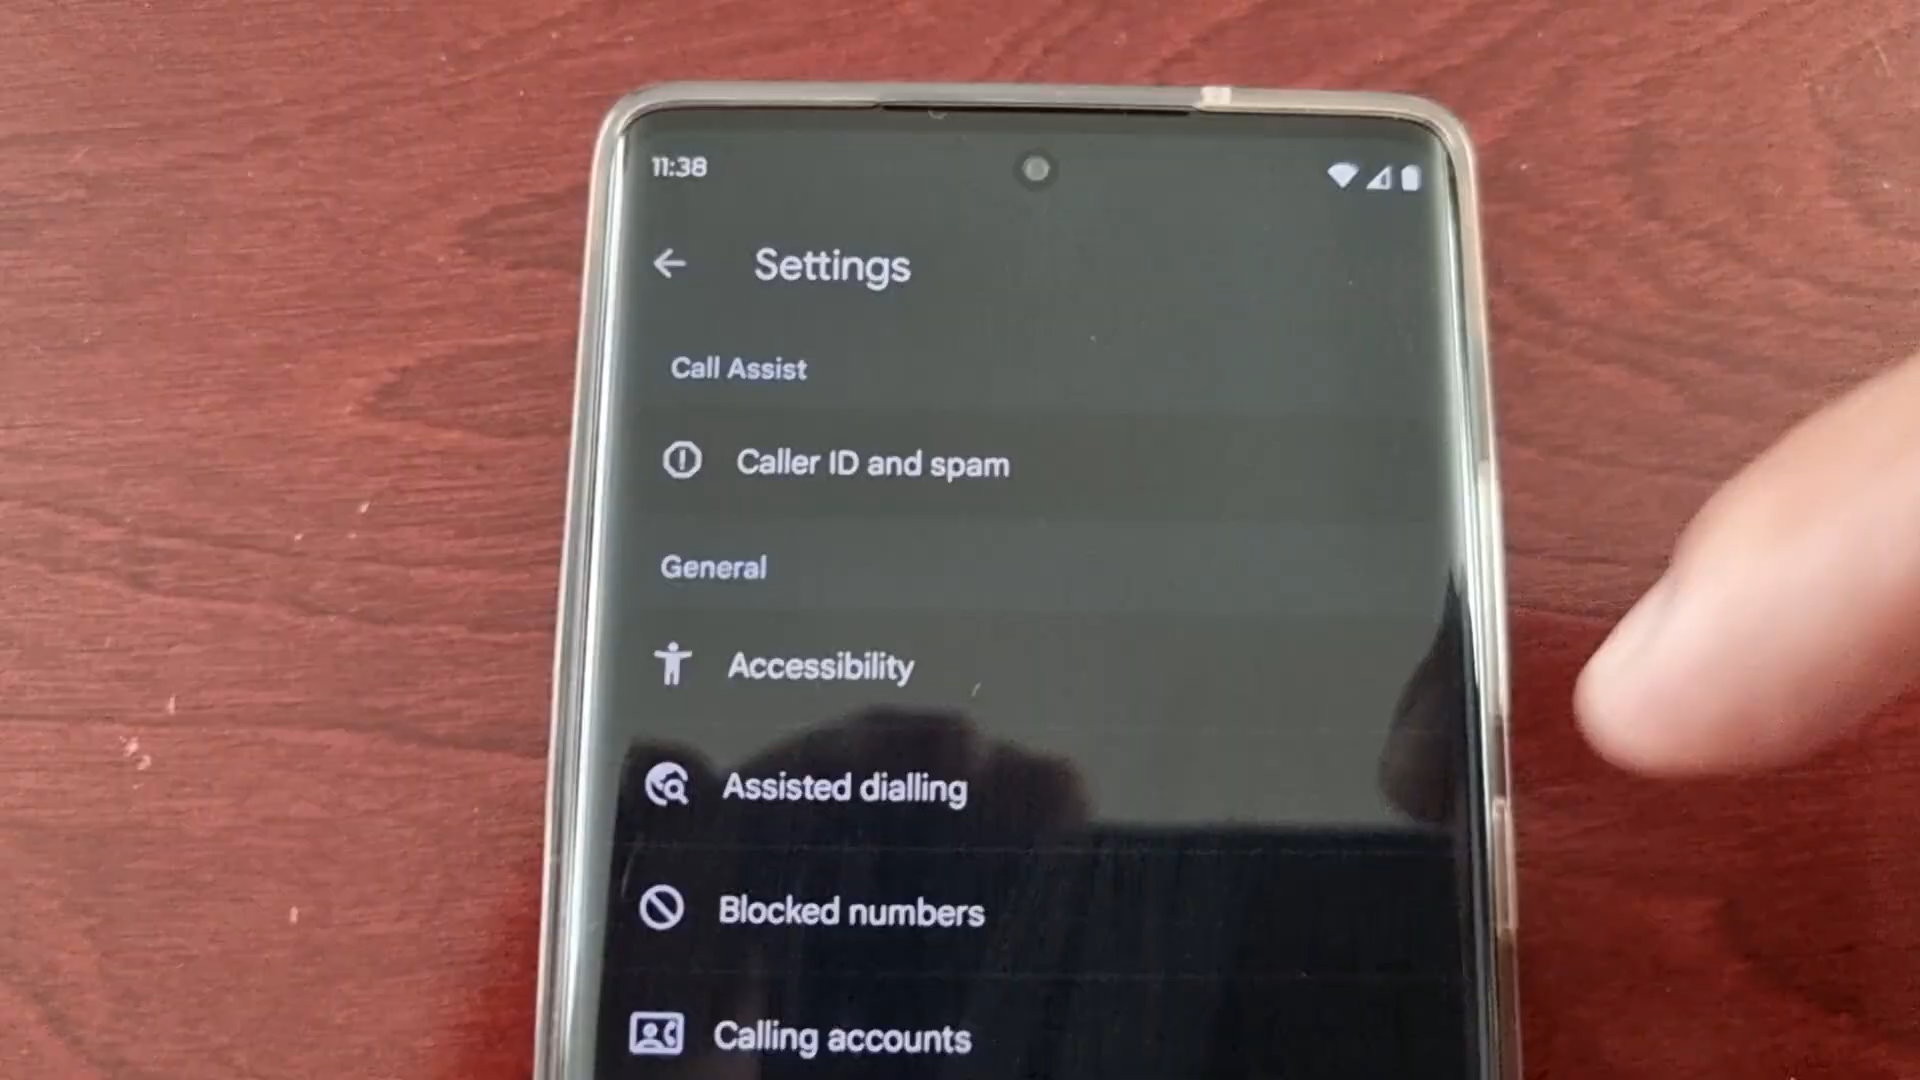 11:38
Settings
Call Assist
Caller ID and spam
General
Accessibility
Assisted dialling
Blocked numbers
Calling accounts